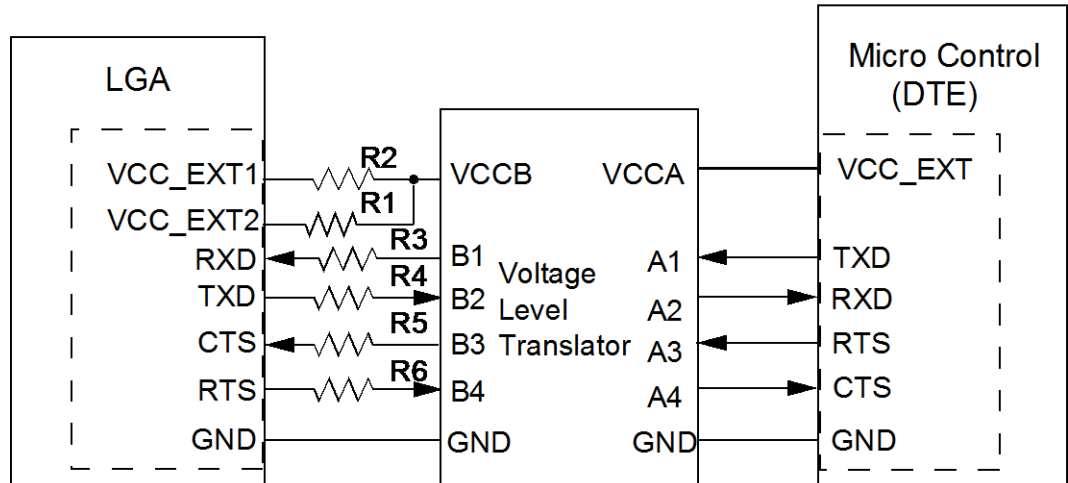 LGA
Micro Control
(DTE)
VCC_EXT1
R2
VCCB
VCCA
VCC_EXT
VCC_EXT2
R1
RXD
R3
B1
Voltage
Level
Translator
A1
TXD
TXD
R4
B2
A2
RXD
CTS
R5
B3
A3
RTS
RTS
R6
B4
A4
CTS
GND
GND
GND
GND